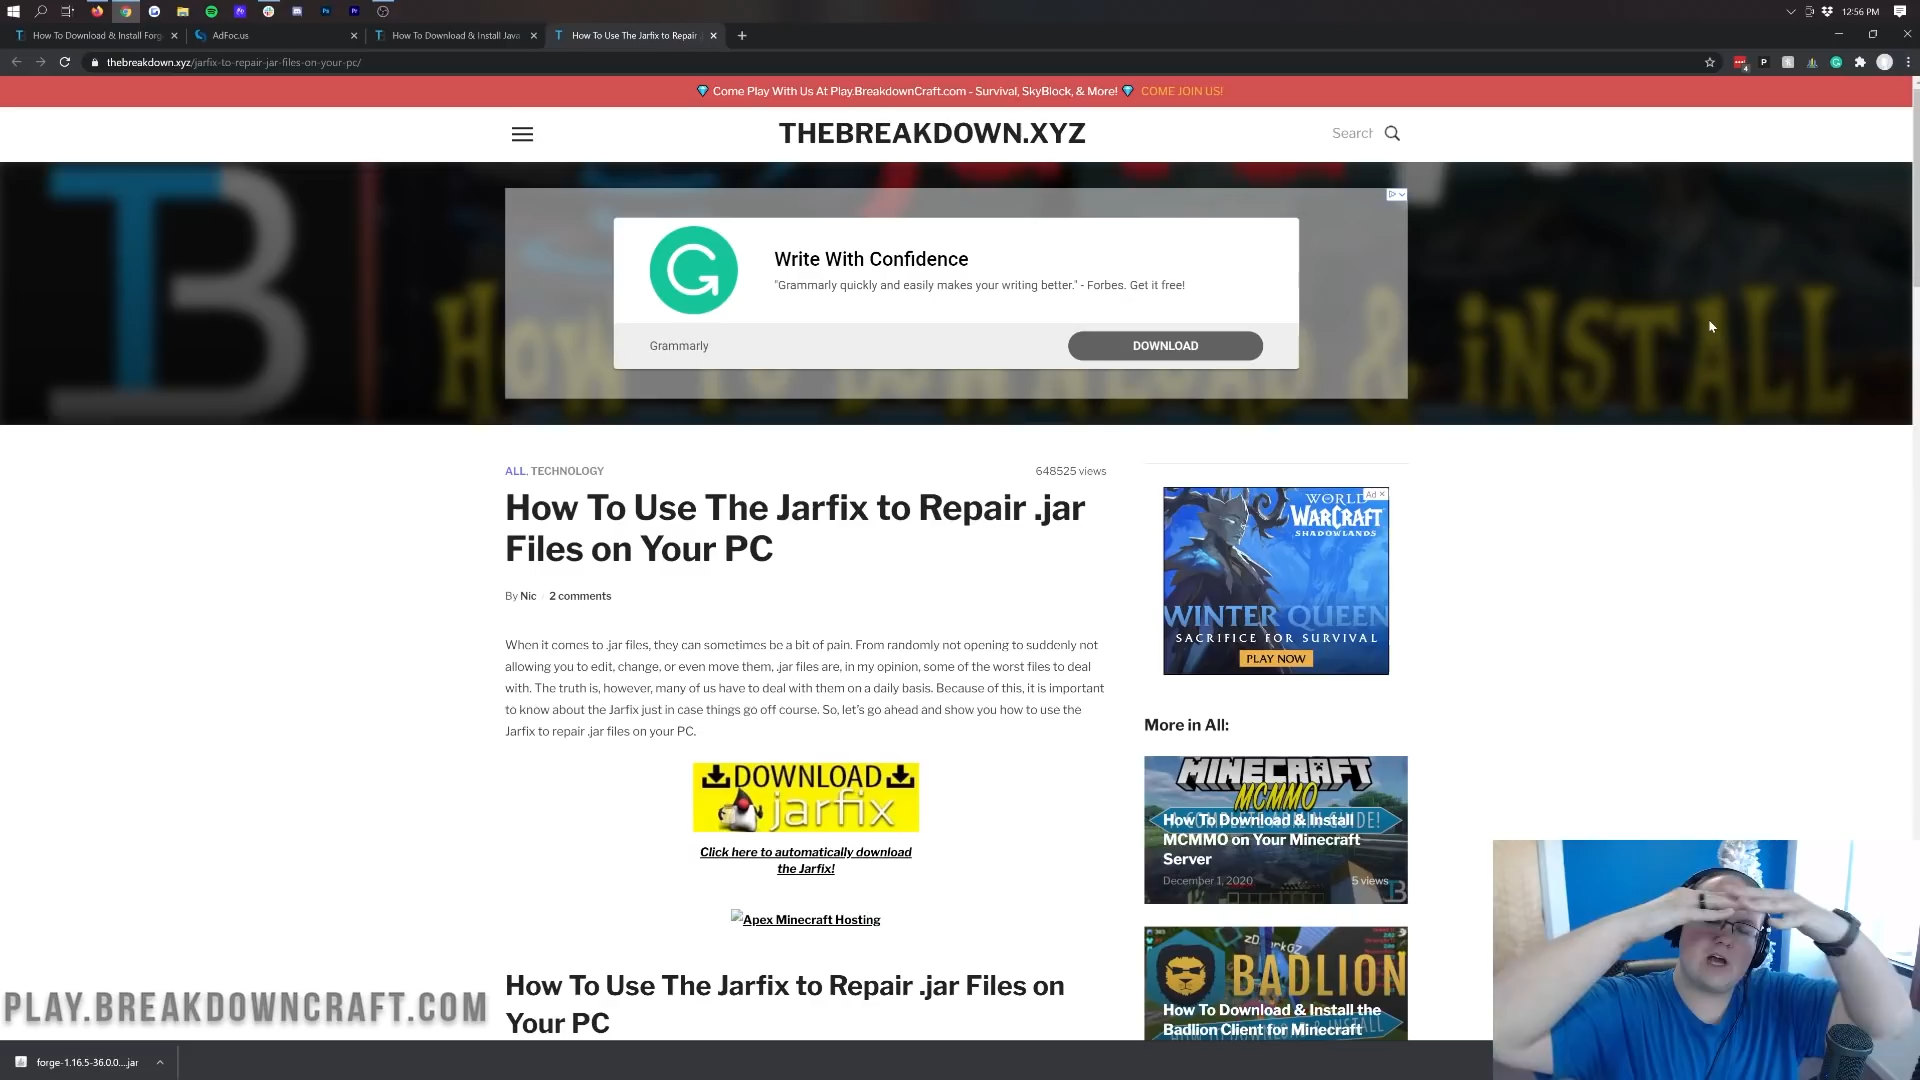 12:56 PM
How To Download & Install Forg
AdFoc.us
How To Download & Install Java
How To Use The Jarfix to Repair
thebreakdown.xyz/jarfix-to-repair-jar-files-on-your-pc/
Come Play With Us At Play.BreakdownCraft.com - Survival, SkyBlock, & More! COME JOIN US!
THEBREAKDOWN.XYZ
Search
HOW TO DOWNLOAD & iNSTALL
Write With Confidence
"Grammarly quickly and easily makes your writing better." - Forbes. Get it free!
Grammarly
DOWNLOAD
ALL, TECHNOLOGY
648525 views
How To Use The Jarfix to Repair .jar
Files on Your PC
By Nic / 2 comments
When it comes to .jar files, they can sometimes be a bit of pain. From randomly not opening to suddenly not
allowing you to edit, change, or even move them, .jar files are, in my opinion, some of the worst files to deal
with. The truth is, however, many of us have to deal with them on a daily basis. Because of this, it is important
to know about the Jarfix just in case things go off course. So, let's go ahead and show you how to use the
Jarfix to repair .jar files on your PC.
DOWNLOAD
jarfix
Click here to automatically download
the Jarfix!
Apex Minecraft Hosting
How To Use The Jarfix to Repair .jar Files on
Your PC
Ad
WORLD
WARCRAFT
SHADOWLANDS
WINTER QUEEN
SACRIFICE FOR SURVIVAL
PLAY NOW
More in All:
MINECRAFT
MCMMO
COMPLETE ADMIN GUIDE!
How To Download & Install
MCMMO on Your Minecraft
Server
December 1, 2020
5 views
BADLION
How To Download & Install the
Badlion Client for Minecraft
PLAY.BREAKDOWNCRAFT.COM
forge-1.16.5-36.0.0....jar